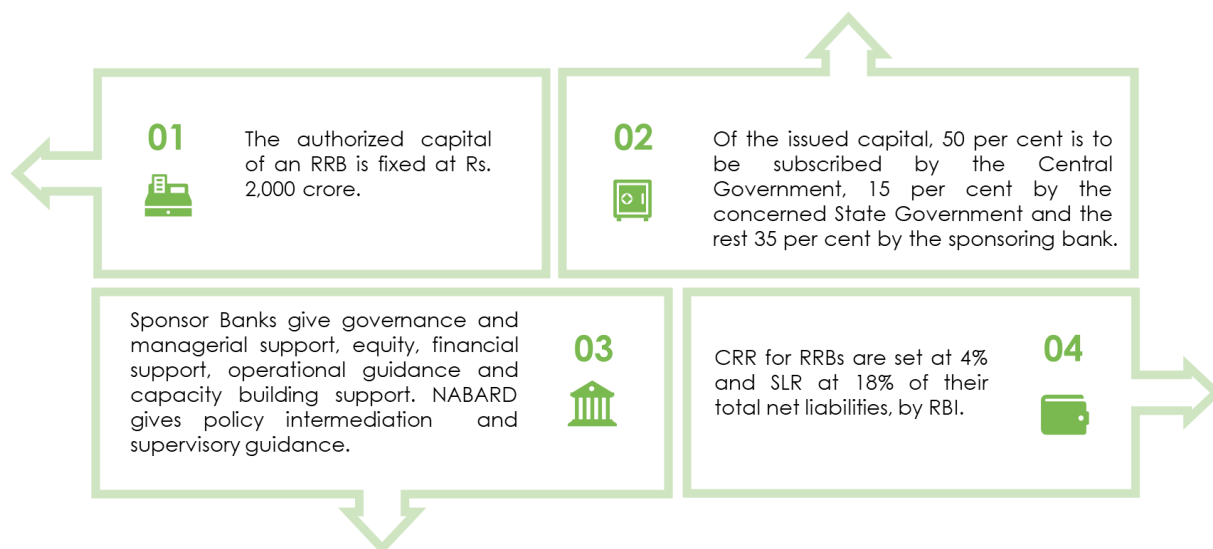 01
The authorized capital
of an RRB is fixed at Rs.
2,000 crore.
02
Of the issued capital, 50 per cent is to
be subscribed by the Central
Government, 15 per cent by the
concerned State Government and the
rest 35 per cent by the sponsoring bank.
Sponsor Banks give governance and
managerial support, equity, financial
support, operational guidance and
capacity building support. NABARD
gives policy intermediation and
supervisory guidance.
03
CRR for RRBs are set at 4%
and SLR at 18% of their
total net liabilities, by RBI.
04